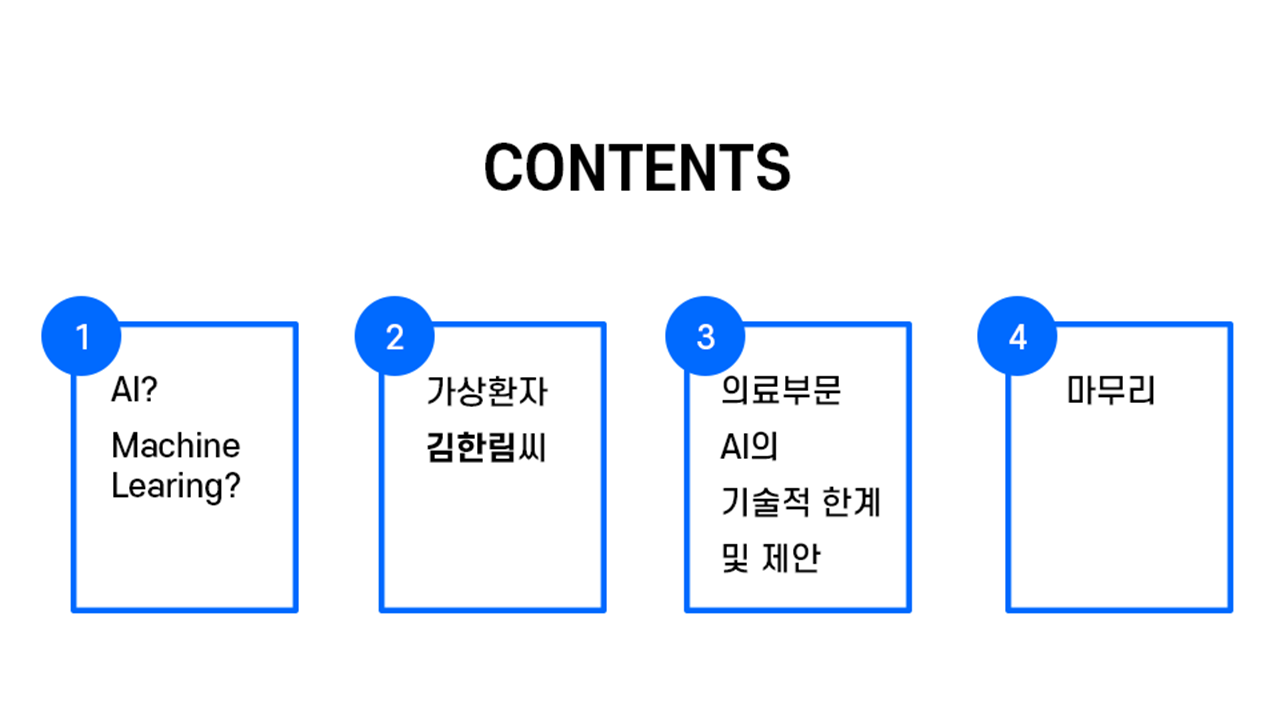 CONTENTS
1
AI?
Machine
Learing?
2
가상환자
김한림씨
3
의료부문
AI의
기술적 한계
및 제안
4
마무리